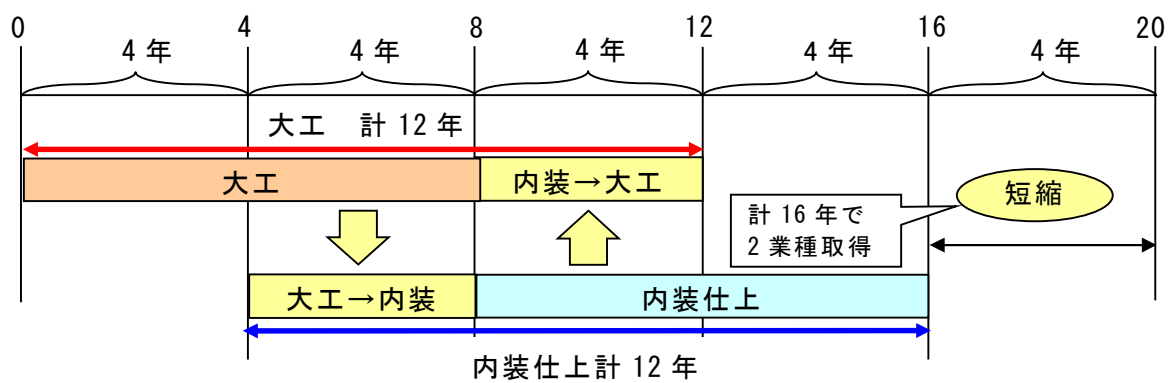 0 4 8 12 16 20
4 年 4 年 4 年 4 年 4 年
大工 計 12 年
大工 内装→大工
短縮
計 16 年で
2 業種取得
大工→内装 内装仕上
内装仕上計 12 年